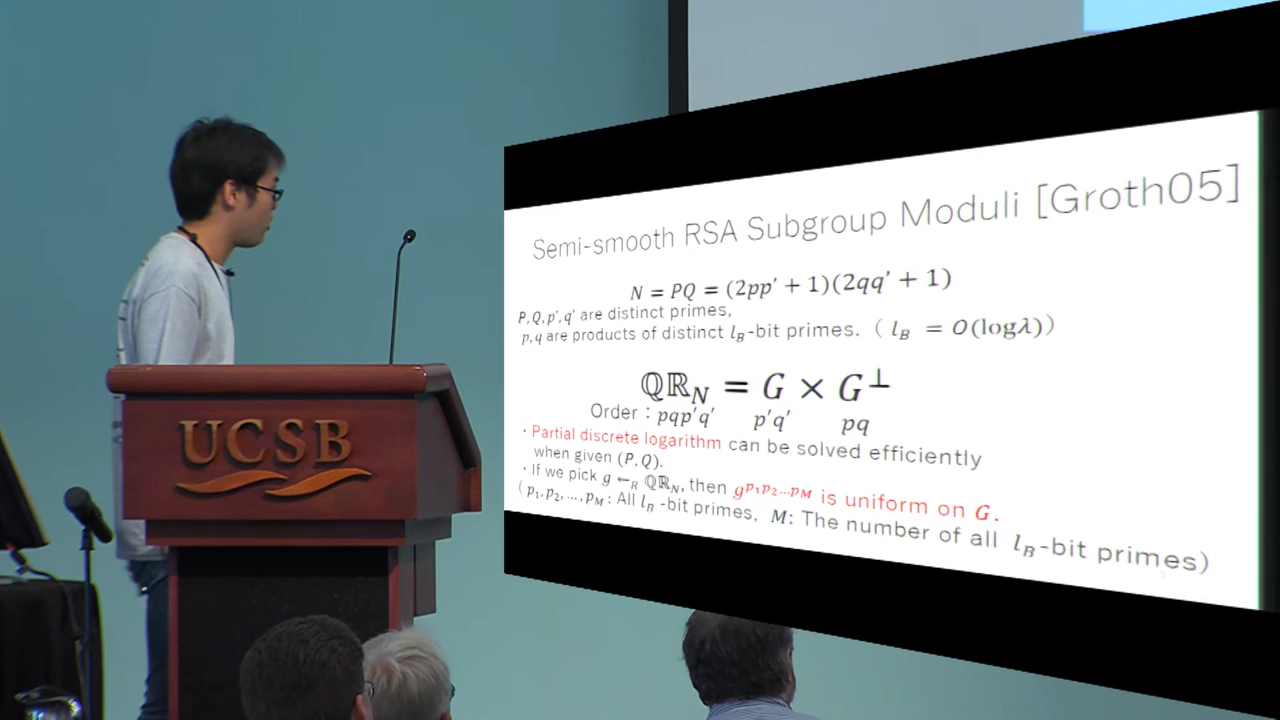 UCSB
Semi-smooth RSA Subgroup Moduli [Groth05]
N = PQ = (2pp' + 1)(2qq' + 1)
P, Q, p', q' are distinct primes,
p, q are products of distinct l_B-bit primes. ( l_B = O(logλ))
ℚℝ_N = G × G^⊥
Order : pqp'q' p'q' pq
・Partial discrete logarithm can be solved efficiently
when given (P, Q).
・If we pick g ←_R ℚℝ_N, then g^{p_1p_2…p_M} is uniform on G.
( p_1, p_2, …, p_M : All l_B -bit primes, M: The number of all l_B-bit primes)